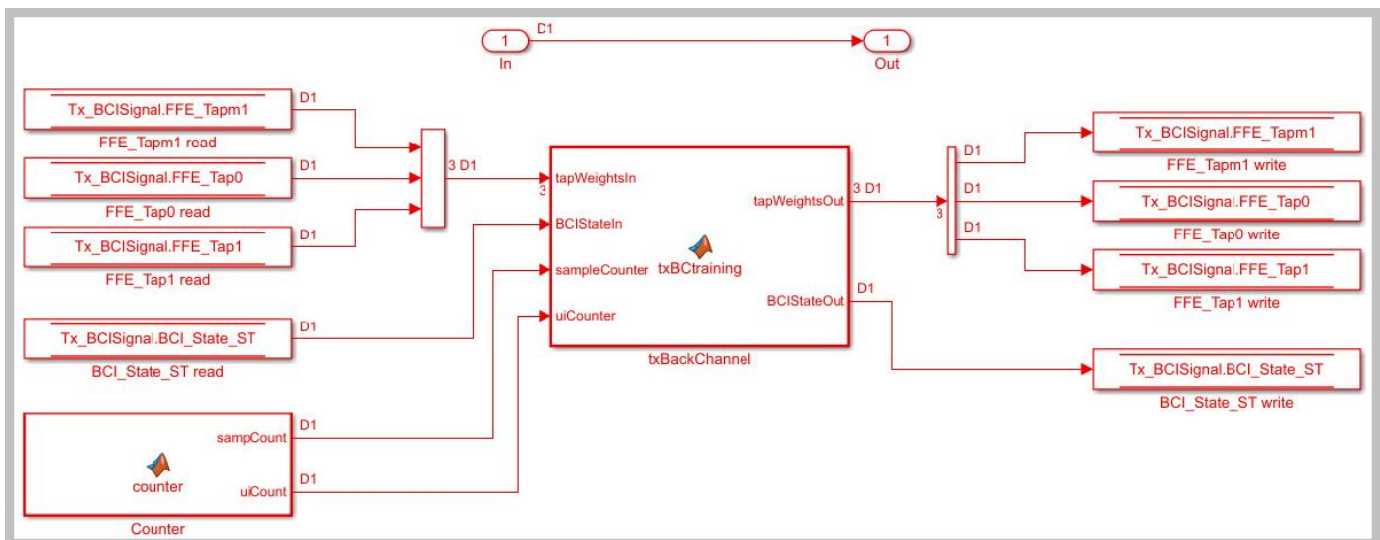 D1
1
1
In
Out
Tx_BCISignal.FFE_Tapm1
D1
FFE_Tapm1 read
Tx_BCISignal.FFE_Tap0
D1
FFE_Tap0 read
Tx_BCISignal.FFE_Tap1
D1
FFE_Tap1 read
Tx_BCISignal.BCI_State_ST
D1
BCI_State_ST read
sampCount
D1
counter
uiCount
D1
Counter
3 D1
3
tapWeightsIn
BCIStateIn
sampleCounter
uiCounter
txBCtraining
tapWeightsOut
BCIStateOut
txBackChannel
3 D1
3
D1
D1
D1
D1
Tx_BCISignal.FFE_Tapm1
FFE_Tapm1 write
Tx_BCISignal.FFE_Tap0
FFE_Tap0 write
Tx_BCISignal.FFE_Tap1
FFE_Tap1 write
Tx_BCISignal.BCI_State_ST
BCI_State_ST write